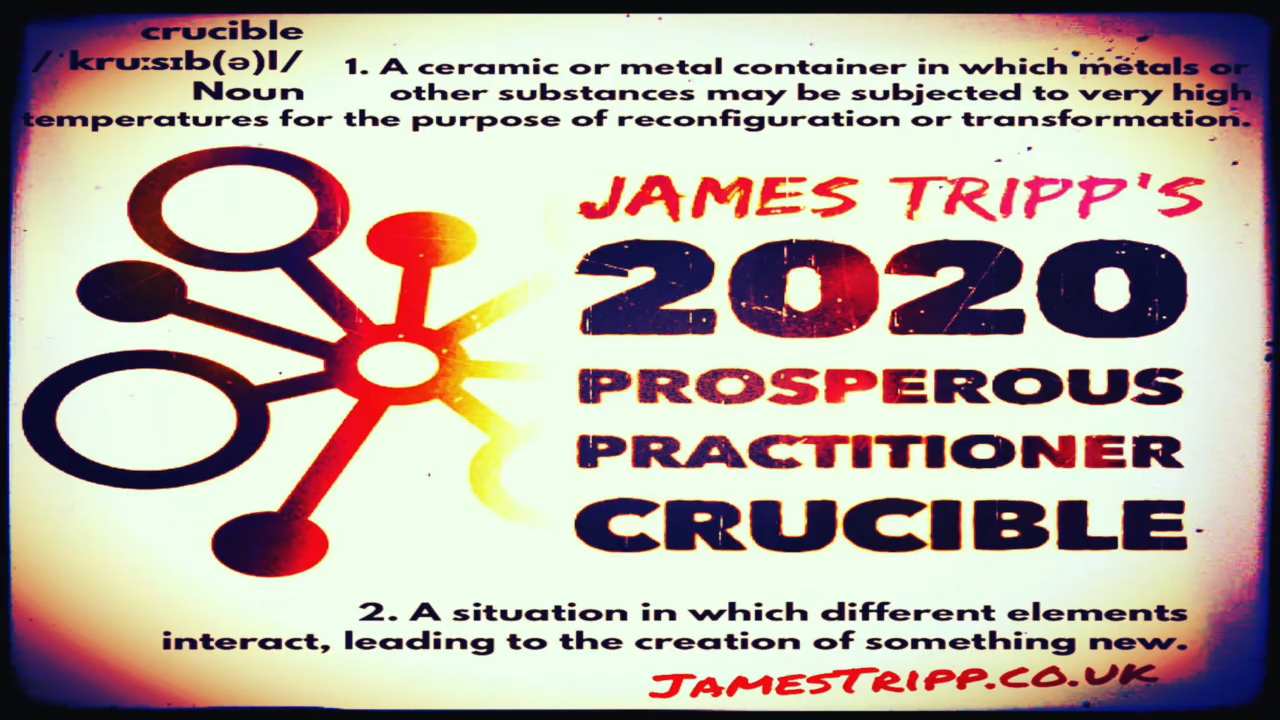 crucible
/ˈkruːsɪb(ə)l/
Noun
1. A ceramic or metal container in which metals or
other substances may be subjected to very high
temperatures for the purpose of reconfiguration or transformation.
JAMES TRIPP'S
2020
PROSPEROUS
PRACTITIONER
CRUCIBLE
2. A situation in which different elements
interact, leading to the creation of something new.
JAMESTRIPP.CO.UK